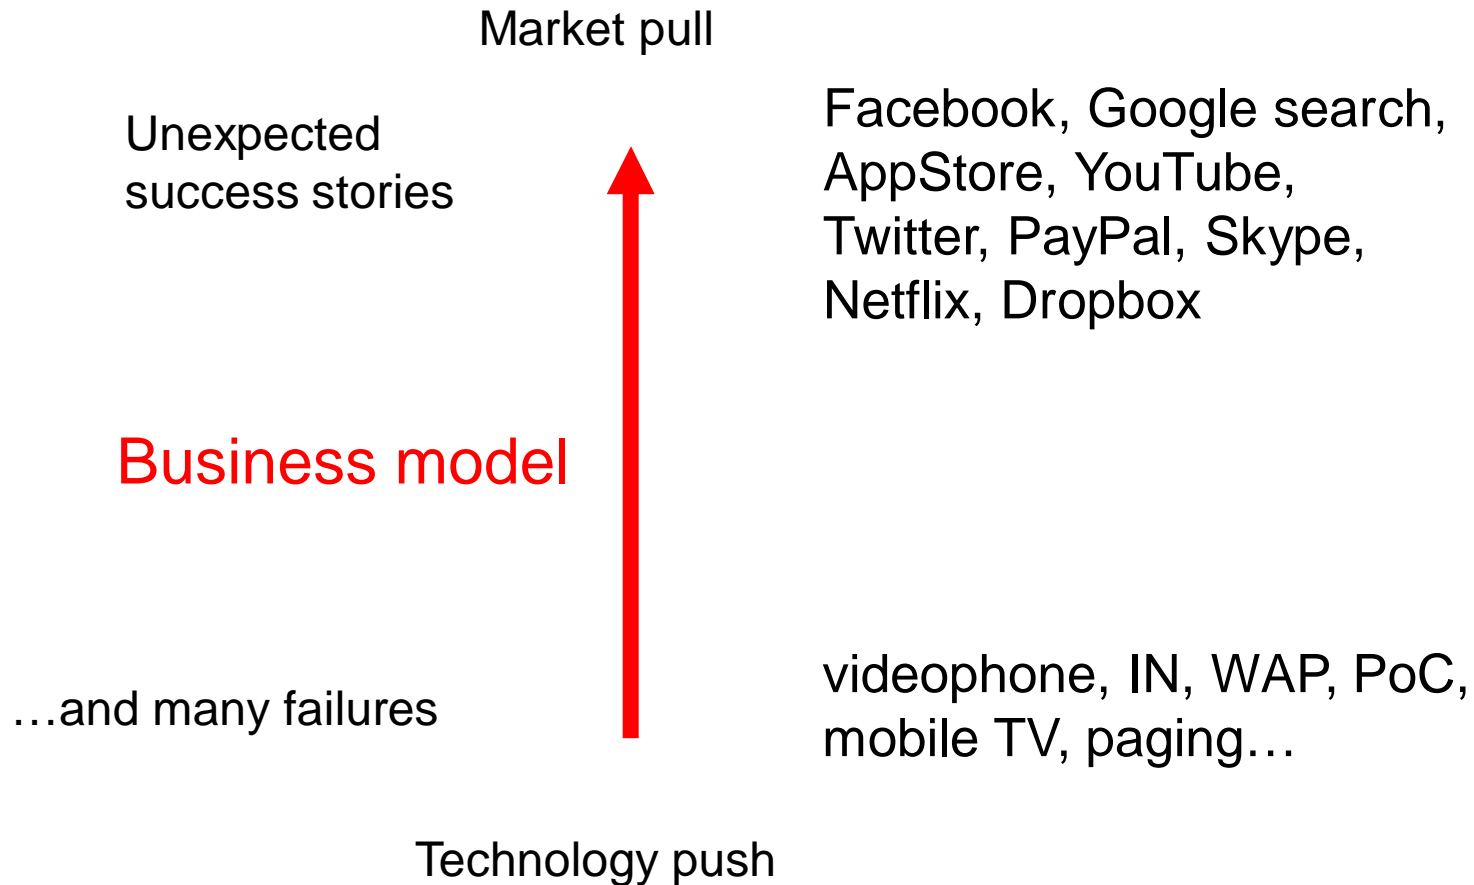 Market pull
Unexpected
success stories
Facebook, Google search,
AppStore, YouTube,
Twitter, PayPal, Skype,
Netflix, Dropbox
Business model
…and many failures
videophone, IN, WAP, PoC,
mobile TV, paging…
Technology push